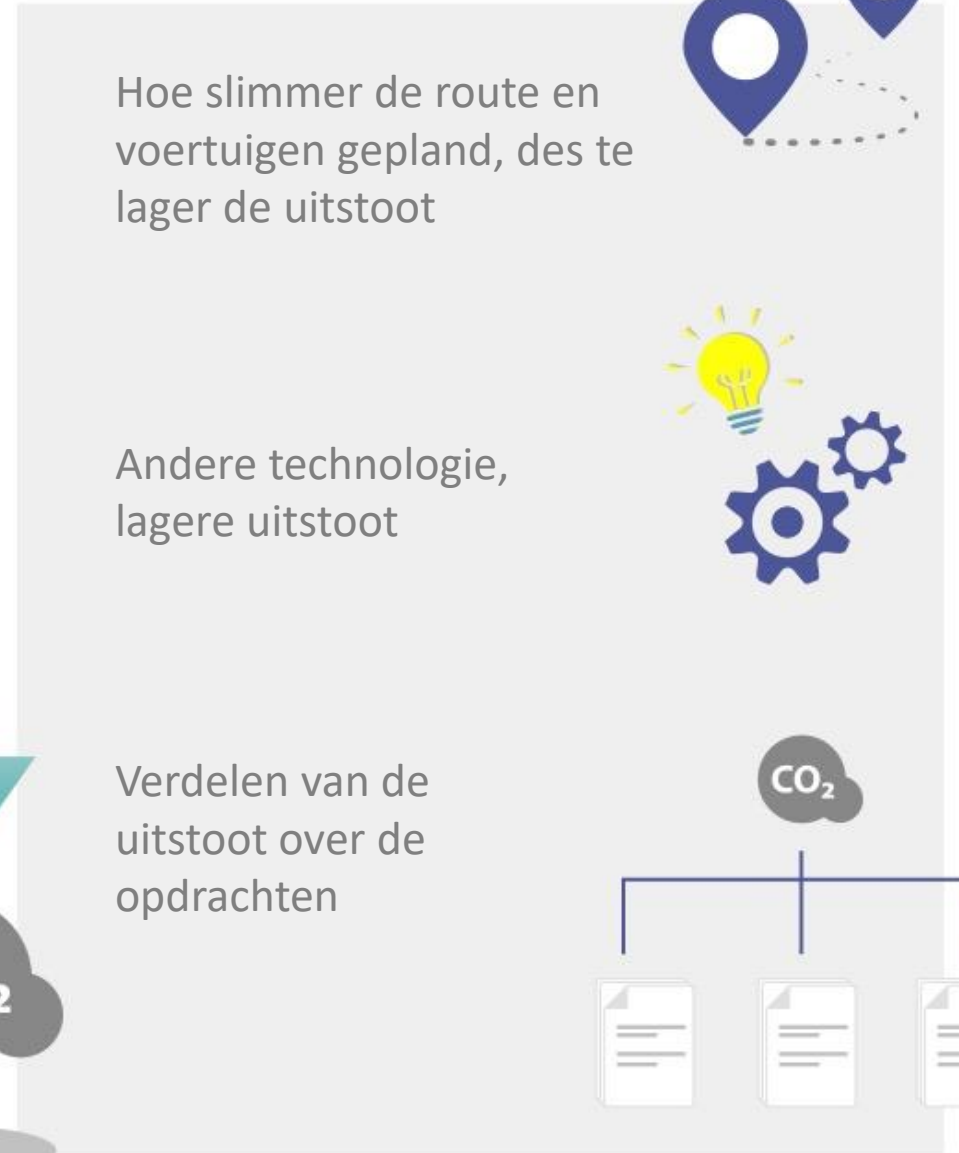 Hoe slimmer de route en
voertuigen gepland, des te
lager de uitstoot
Andere technologie,
lagere uitstoot
Verdelen van de
uitstoot over de
opdrachten
CO₂
2